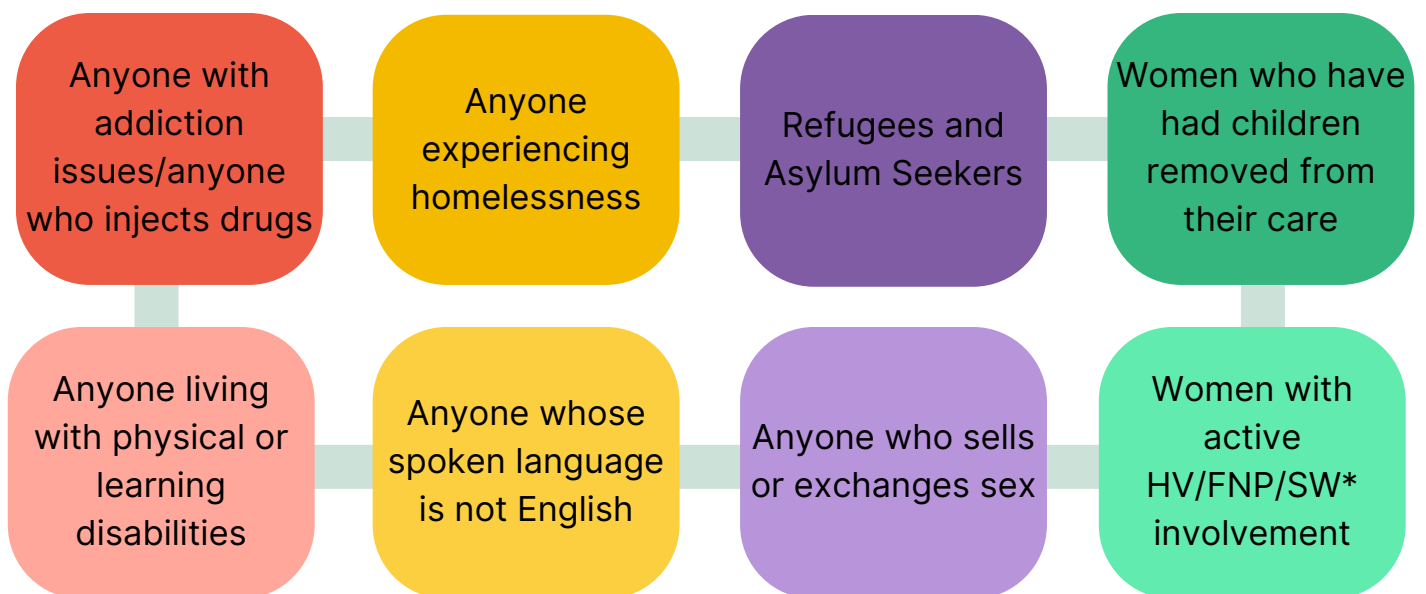 Anyone with
addiction
issues/anyone
who injects drugs
Anyone
experiencing
homelessness
Refugees and
Asylum Seekers
Women who have
had children
removed from
their care
Anyone living
with physical or
learning
disabilities
Anyone whose
spoken language
is not English
Anyone who sells
or exchanges sex
Women with
active
HV/FNP/SW*
involvement